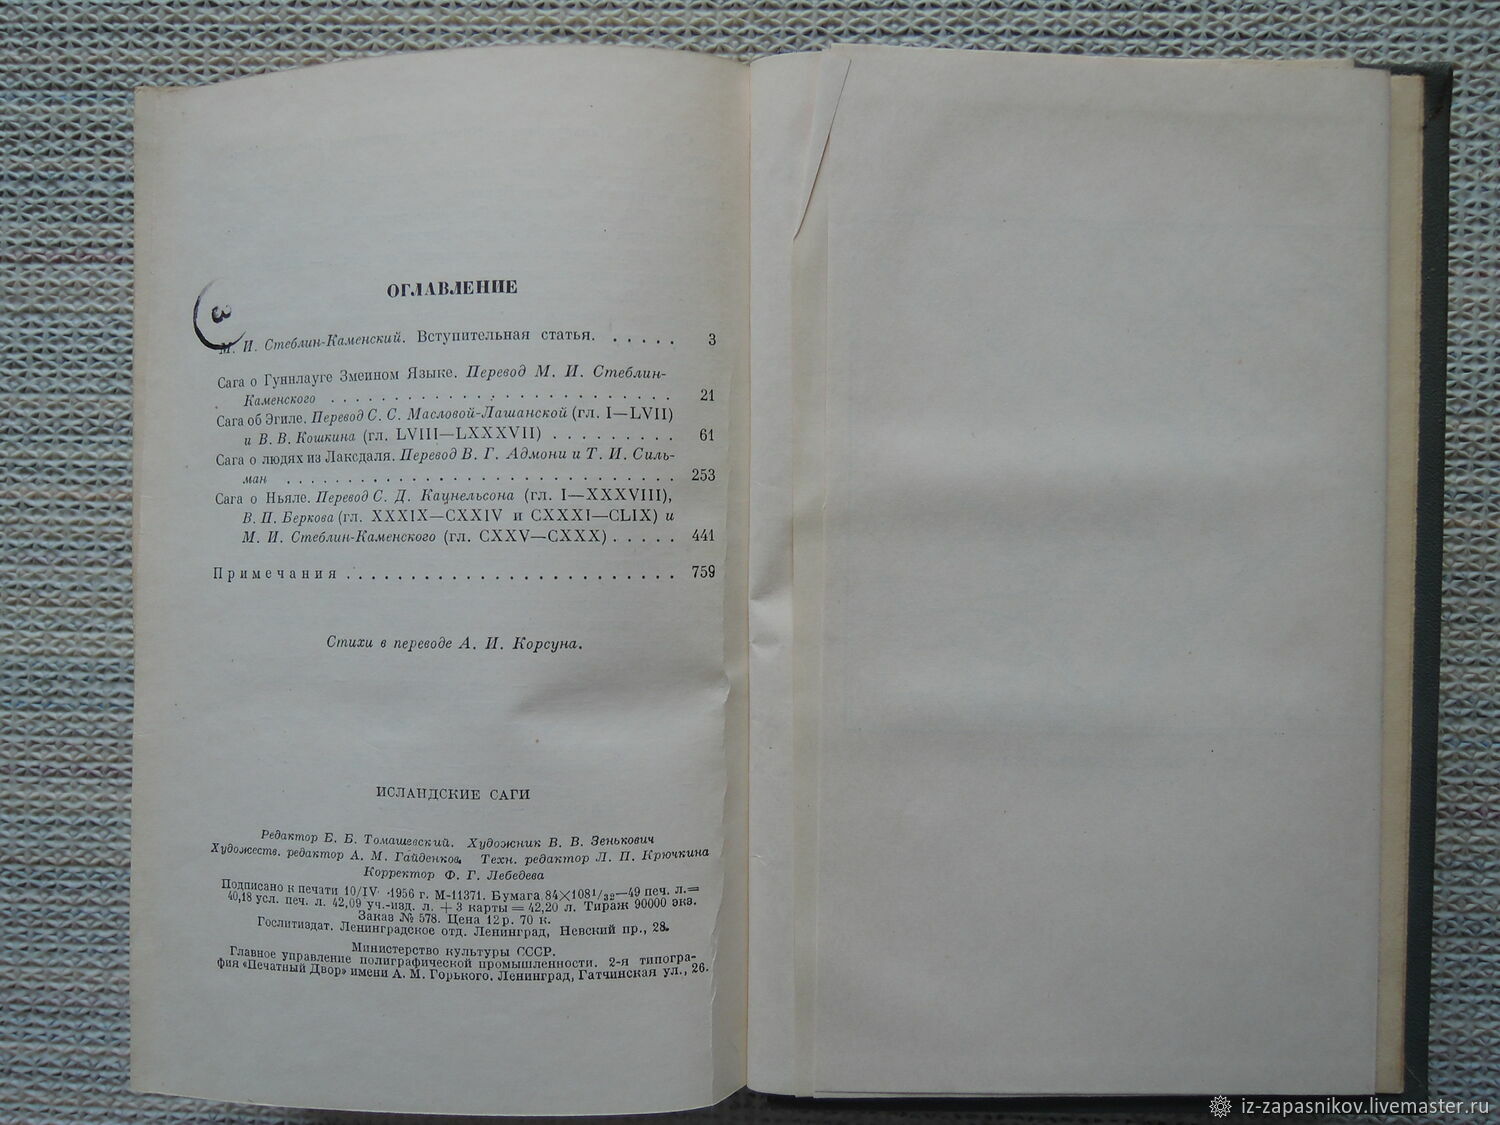 ОГЛАВЛЕНИЕ
3
М. И. Стеблин-Каменский. Вступительная статья. . . . . . 3
Сага о Гуннлауге Змеином Языке. Перевод М. И. Стеблин-
Каменского . . . . . . . . . . . . . . . . . . . . . . . . . . 21
Сага об Эгиле. Перевод С. С. Масловой-Лашанской (гл. I—LVII)
и В. В. Кошкина (гл. LVIII—LXXXVII) . . . . . . . . . 61
Сага о людях из Лаксдаля. Перевод В. Г. Адмони и Т. И. Силь-
ман . . . . . . . . . . . . . . . . . . . . . . . . . . . . . 253
Сага о Ньяле. Перевод С. Д. Кацнельсона (гл. I—XXXVIII),
В. П. Беркова (гл. XXXIX—CXXIV и CXXXI—CLIX) и
М. И. Стеблин-Каменского (гл. CXXV—CXXX) . . . . . 441
Примечания . . . . . . . . . . . . . . . . . . . . . . . . . 759
Стихи в переводе А. И. Корсуна.
ИСЛАНДСКИЕ САГИ
Редактор Е. Б. Томашевский. Художник В. В. Зенькович
Художеств. редактор А. М. Гайденков. Техн. редактор Л. П. Крючкина
Корректор Ф. Г. Лебедева
Подписано к печати 10/IV 1956 г. М-11371. Бумага 84×108¹/₃₂—49 печ. л.=
40,18 усл. печ. л. 42,09 уч.-изд. л. + 3 карты = 42,20 л. Тираж 90000 экз.
Заказ № 578. Цена 12 р. 70 к.
Гослитиздат. Ленинградское отд. Ленинград, Невский пр., 28.
Министерство культуры СССР.
Главное управление полиграфической промышленности. 2-я типогра-
фия «Печатный Двор» имени А. М. Горького. Ленинград, Гатчинская ул., 26.
iz-zapasnikov.livemaster.ru